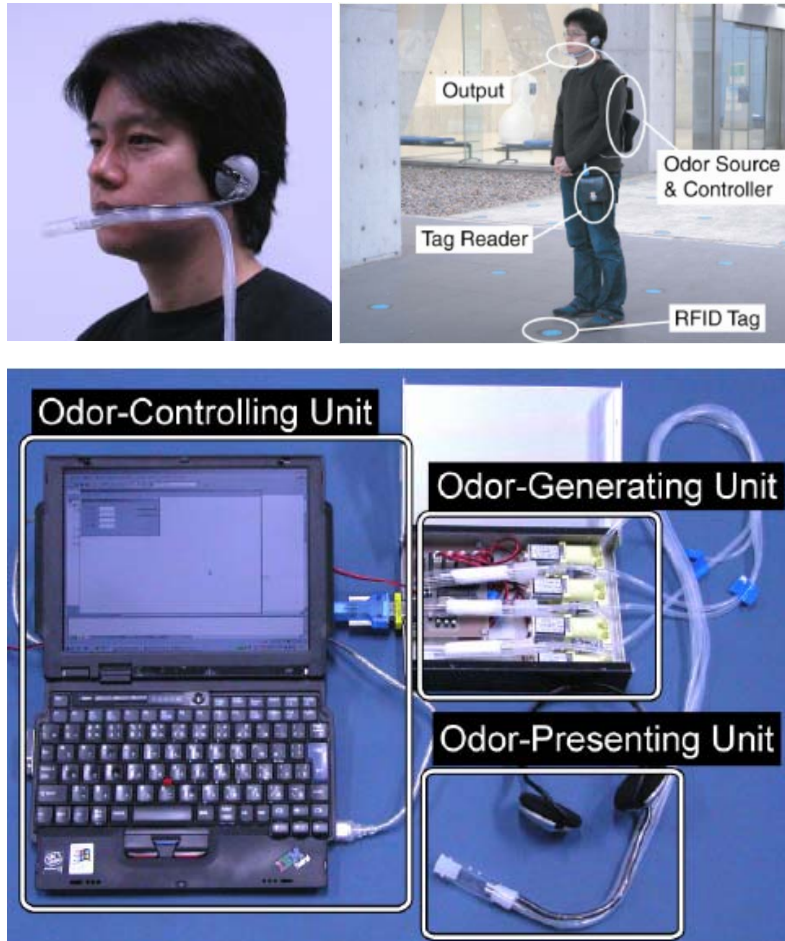 Output
Odor Source
& Controller
Tag Reader
RFID Tag
Odor-Controlling Unit
Odor-Generating Unit
Odor-Presenting Unit